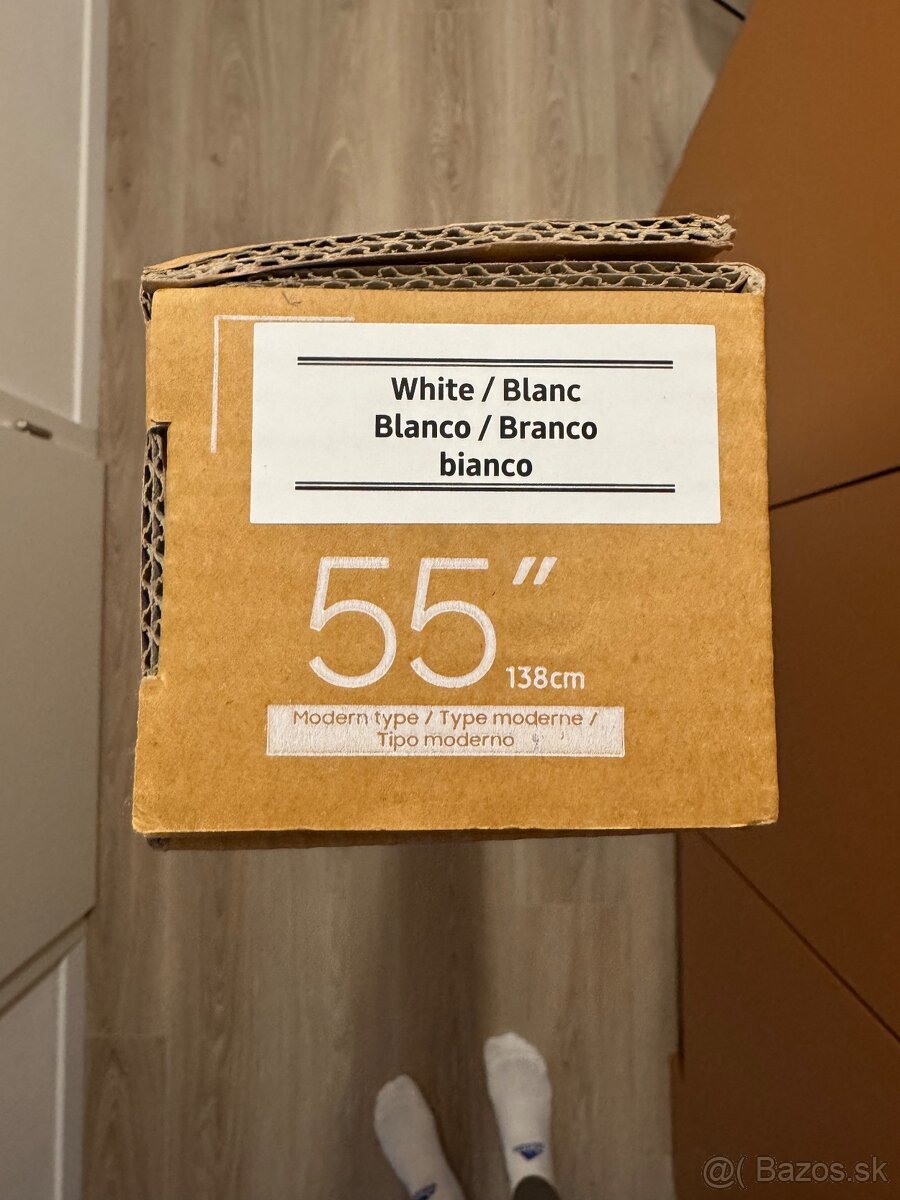 White / Blanc
Blanco / Branco
bianco
55″
138cm
Modern type / Type moderne /
Tipo moderno
@( Bazos.sk